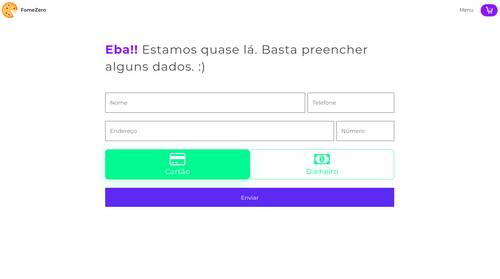 FomeZero
Menu
Eba!! Estamos quase lá. Basta preencher
alguns dados. :)
Nome
Telefone
Endereço
Número
Cartão
Dinheiro
Enviar